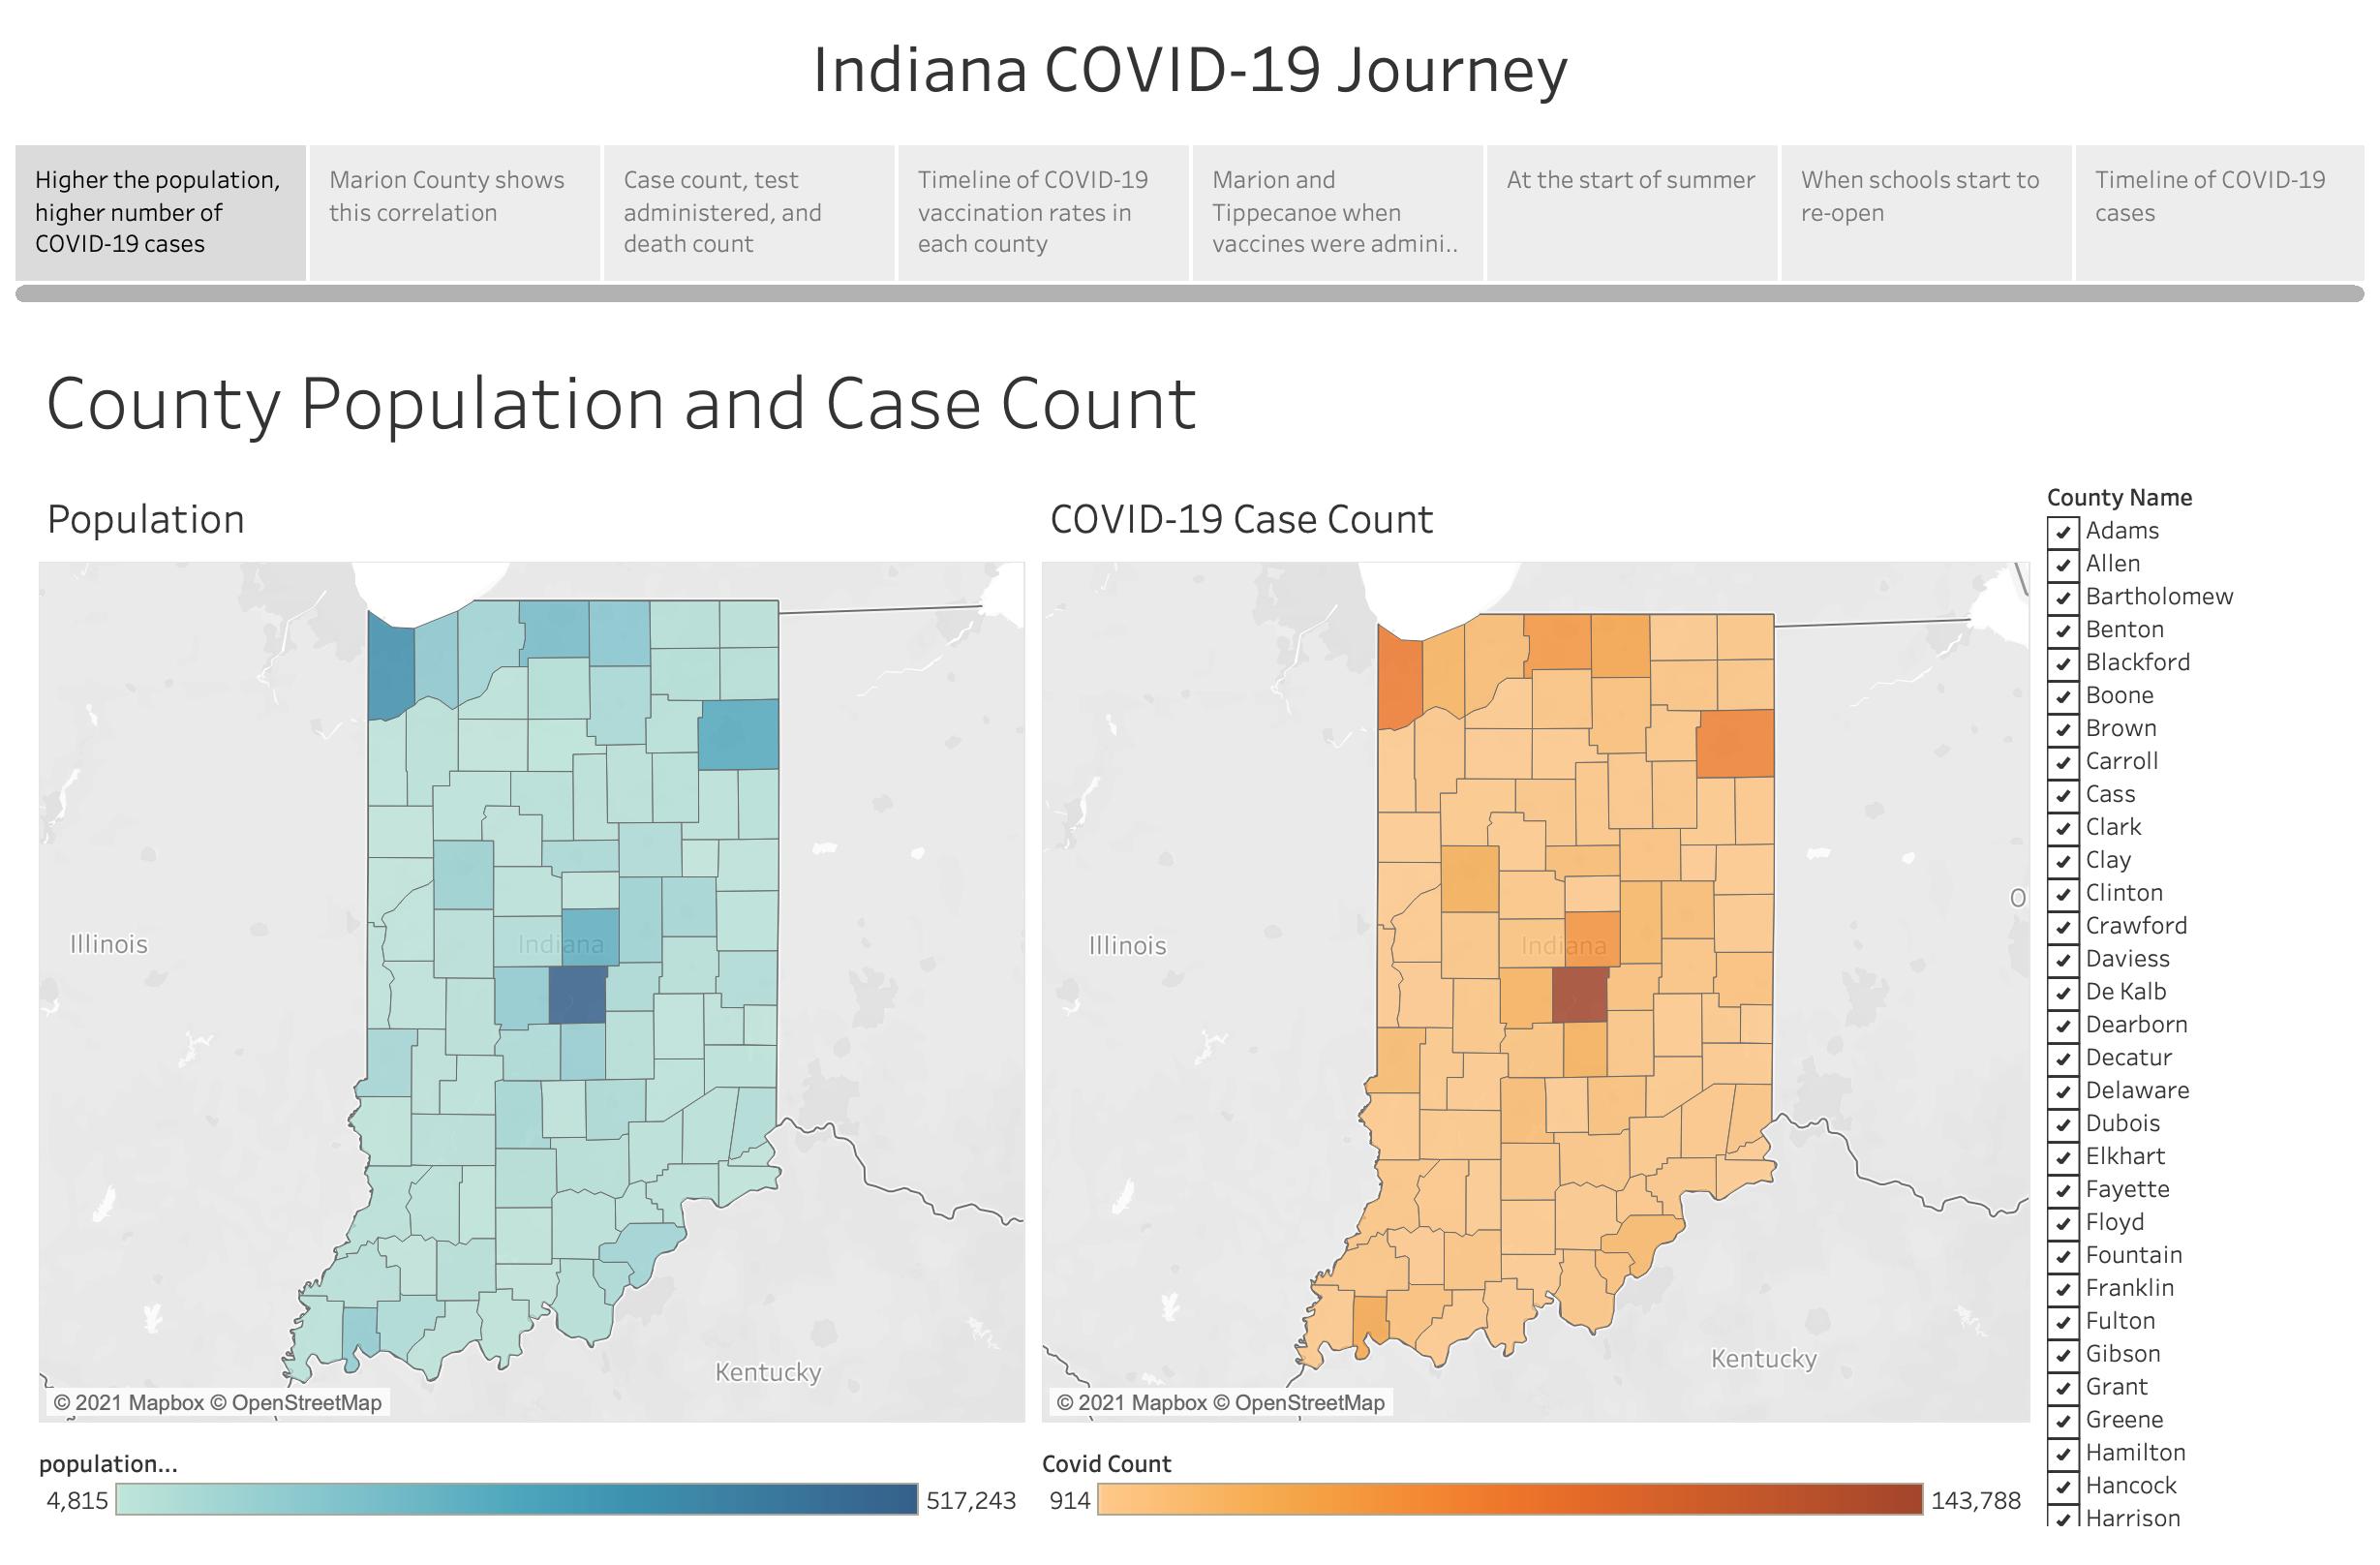 Indiana COVID-19 Journey
Higher the population,
higher number of
COVID-19 cases
Marion County shows
this correlation
Case count, test
administered, and
death count
Timeline of COVID-19
vaccination rates in
each county
Marion and
Tippecanoe when
vaccines were admini..
At the start of summer
When schools start to
re-open
Timeline of COVID-19
cases
County Population and Case Count
Population
Illinois
Indiana
Kentucky
© 2021 Mapbox © OpenStreetMap
population...
4,815
517,243
COVID-19 Case Count
Illinois
Indiana
O
Kentucky
© 2021 Mapbox © OpenStreetMap
Covid Count
914
143,788
County Name
Adams
Allen
Bartholomew
Benton
Blackford
Boone
Brown
Carroll
Cass
Clark
Clay
Clinton
Crawford
Daviess
De Kalb
Dearborn
Decatur
Delaware
Dubois
Elkhart
Fayette
Floyd
Fountain
Franklin
Fulton
Gibson
Grant
Greene
Hamilton
Hancock
Harrison